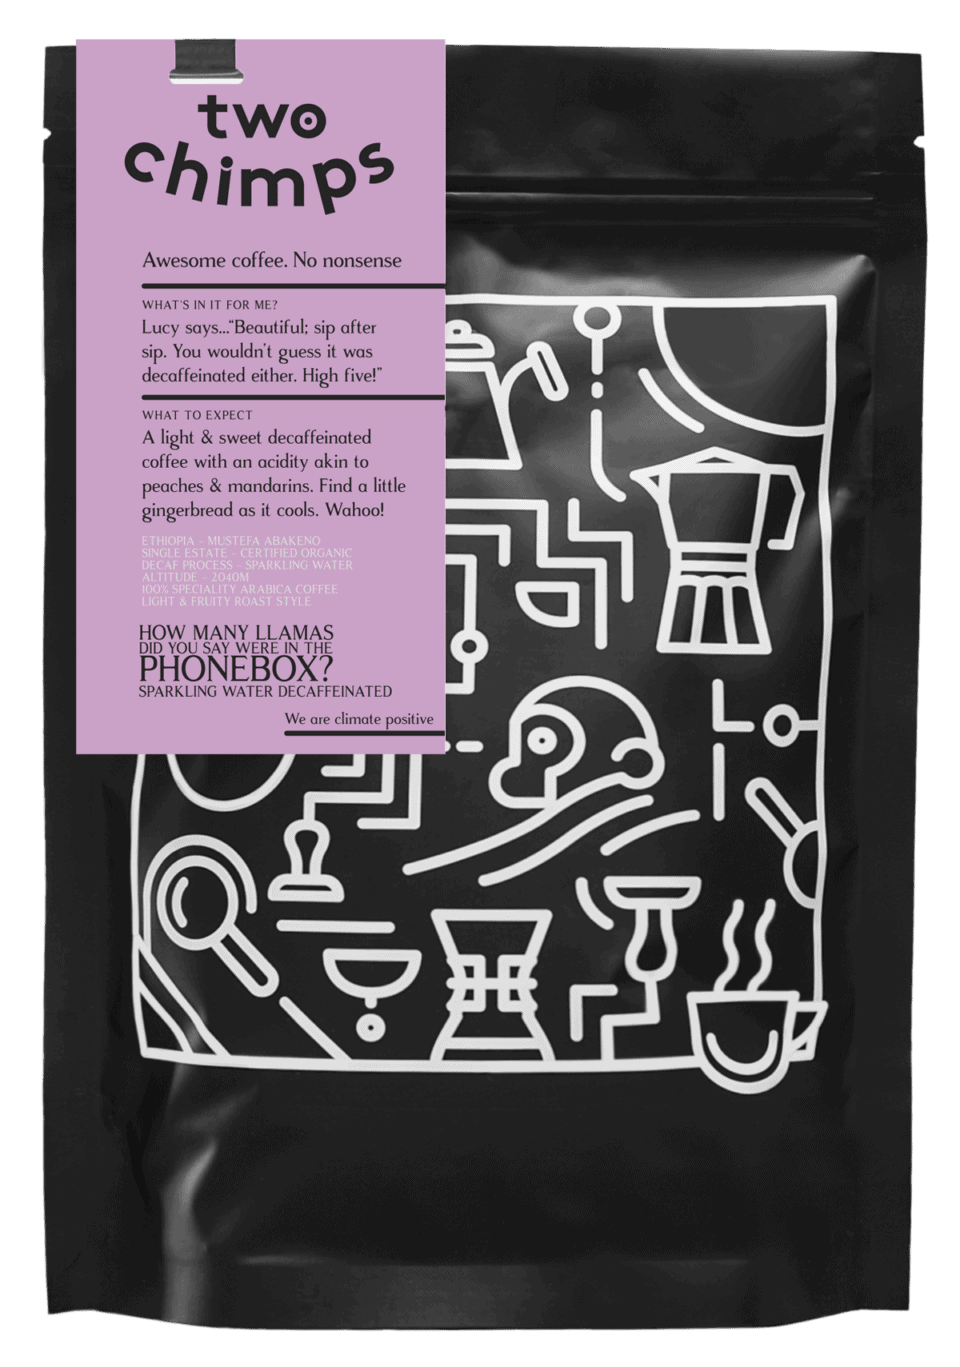 two
chimps
Awesome coffee. No nonsense
WHAT'S IN IT FOR ME?
Lucy says..."Beautiful; sip after
sip. You wouldn't guess it was
decaffeinated either. High five!"
WHAT TO EXPECT
A light & sweet decaffeinated
coffee with an acidity akin to
peaches & mandarins. Find a little
gingerbread as it cools. Wahoo!
ETHIOPIA - MUSTEFA ABAKENO
SINGLE ESTATE - CERTIFIED ORGANIC
DECAF PROCESS - SPARKLING WATER
ALTITUDE - 2040M
100% SPECIALITY ARABICA COFFEE
LIGHT & FRUITY ROAST STYLE
HOW MANY LLAMAS
DID YOU SAY WERE IN THE
PHONEBOX?
SPARKLING WATER DECAFFEINATED
We are climate positive